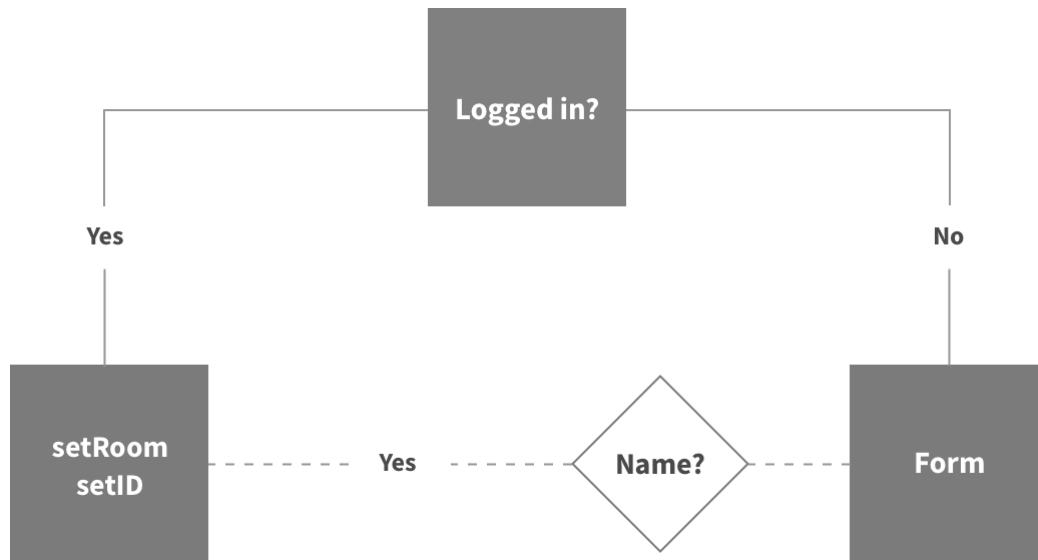 Logged in?
Yes
No
setRoom
setID
Yes
Name?
Form